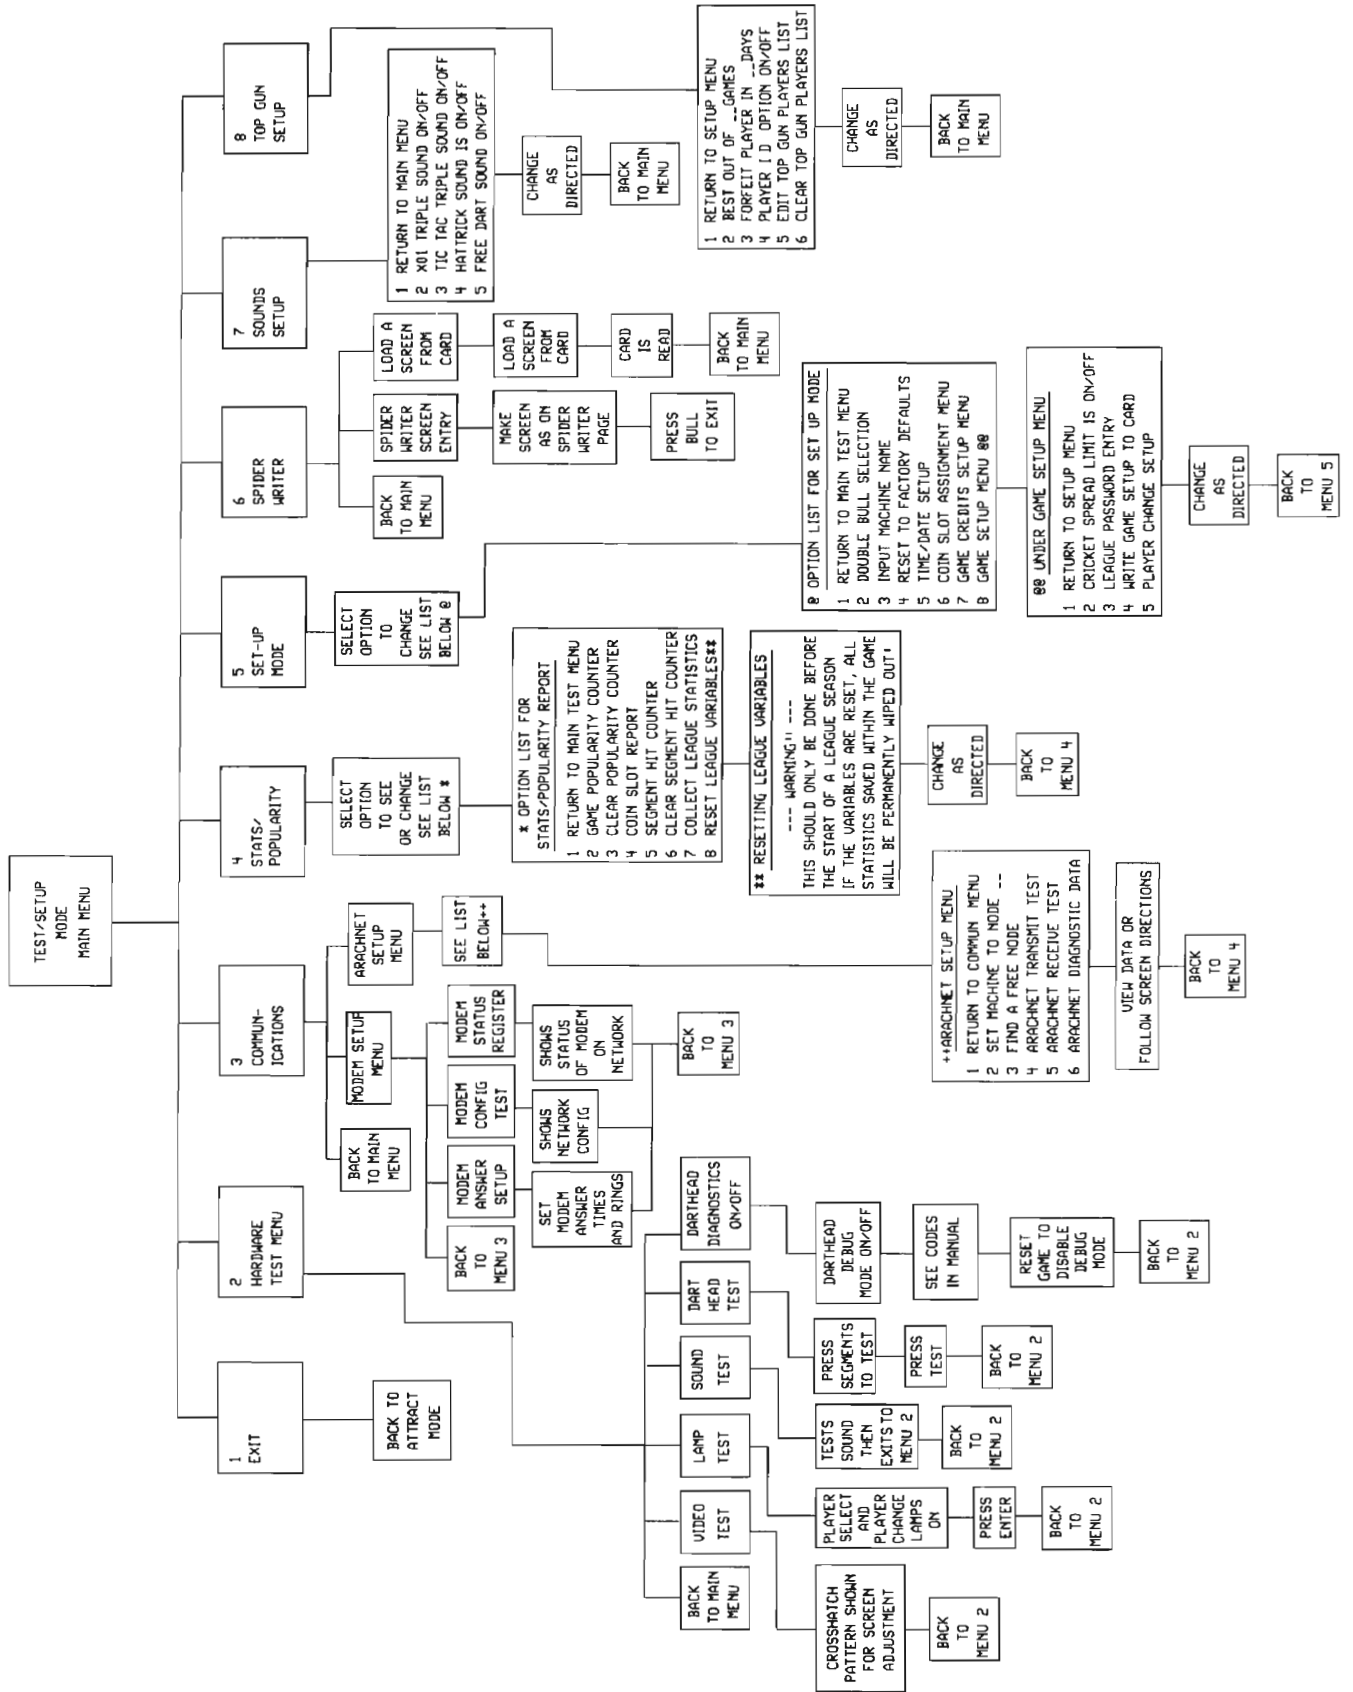 TEST/SETUP
MODE
MAIN MENU
1
EXIT
BACK TO
ATTRACT
MODE
2
HARDWARE
TEST MENU
BACK
TO MAIN
MENU
VIDEO
TEST
CROSSHATCH
PATTERN SHOWN
FOR SCREEN
ADJUSTMENT
BACK
TO
MENU 2
LAMP
TEST
PLAYER
SELECT
AND
PLAYER
CHANGE
LAMPS
ON
PRESS
ENTER
BACK
TO
MENU 2
SOUND
TEST
TESTS
SOUND
THEN
EXITS TO
MENU 2
BACK
TO
MENU 2
DART
HEAD
TEST
PRESS
SEGMENTS
TO TEST
PRESS
TEST
BACK
TO
MENU 2
DARTHEAD
DIAGNOSTICS
ON/OFF
DARTHEAD
DEBUG
MODE ON/OFF
SEE CODES
IN MANUAL
RESET
GAME TO
DISABLE
DEBUG
MODE
BACK
TO
MENU 2
3
COMMUN-
ICATIONS
BACK
TO MAIN
MENU
MODEM SETUP
MENU
BACK
TO
MENU 3
MODEM
ANSWER
SETUP
SET
MODEM
ANSWER
TIMES
AND RINGS
MODEM
CONFIG
TEST
SHOWS
NETWORK
CONFIG
MODEM
STATUS
REGISTER
SHOWS
STATUS
OF MODEM
ON
NETWORK
BACK
TO
MENU 3
ARACHNET
SETUP
MENU
SEE LIST
BELOW++
++ARACHNET SETUP MENU
1 RETURN TO COMMUN MENU
2 SET MACHINE TO NODE --
3 FIND A FREE NODE
4 ARACHNET TRANSMIT TEST
5 ARACHNET RECEIVE TEST
6 ARACHNET DIAGNOSTIC DATA
VIEW DATA OR
FOLLOW SCREEN DIRECTIONS
BACK
TO
MENU 4
4
STATS/
POPULARITY
SELECT
OPTION
TO SEE
OR CHANGE
SEE LIST
BELOW *
* OPTION LIST FOR
STATS/POPULARITY REPORT
1 RETURN TO MAIN TEST MENU
2 GAME POPULARITY COUNTER
3 CLEAR POPULARITY COUNTER
4 COIN SLOT REPORT
5 SEGMENT HIT COUNTER
6 CLEAR SEGMENT HIT COUNTER
7 COLLECT LEAGUE STATISTICS
8 RESET LEAGUE VARIABLES**
** RESETTING LEAGUE VARIABLES
--- WARNING!! ---
THIS SHOULD ONLY BE DONE BEFORE
THE START OF A LEAGUE SEASON
IF THE VARIABLES ARE RESET, ALL
STATISTICS SAVED WITHIN THE GAME
WILL BE PERMANENTLY WIPED OUT!
CHANGE
AS
DIRECTED
BACK
TO
MENU 4
5
SET-UP
MODE
SELECT
OPTION
TO
CHANGE
SEE LIST
BELOW @
@ OPTION LIST FOR SET UP MODE
1 RETURN TO MAIN TEST MENU
2 DOUBLE BULL SELECTION
3 INPUT MACHINE NAME
4 RESET TO FACTORY DEFAULTS
5 TIME/DATE SETUP
6 COIN SLOT ASSIGNMENT MENU
7 GAME CREDITS SETUP MENU
8 GAME SETUP MENU @@
@@ UNDER GAME SETUP MENU
1 RETURN TO SETUP MENU
2 CRICKET SPREAD LIMIT IS ON/OFF
3 LEAGUE PASSWORD ENTRY
4 WRITE GAME SETUP TO CARD
5 PLAYER CHANGE SETUP
CHANGE
AS
DIRECTED
BACK
TO
MENU 5
6
SPIDER
WRITER
BACK
TO MAIN
MENU
SPIDER
WRITER
SCREEN
ENTRY
MAKE
SCREEN
AS ON
SPIDER
WRITER
PAGE
PRESS
BULL
TO EXIT
LOAD A
SCREEN
FROM
CARD
LOAD A
SCREEN
FROM
CARD
CARD
IS
READ
BACK
TO MAIN
MENU
7
SOUNDS
SETUP
1 RETURN TO MAIN MENU
2 X01 TRIPLE SOUND ON/OFF
3 TIC TAC TRIPLE SOUND ON/OFF
4 HATTRICK SOUND IS ON/OFF
5 FREE DART SOUND ON/OFF
CHANGE
AS
DIRECTED
BACK
TO MAIN
MENU
8
TOP GUN
SETUP
1 RETURN TO SETUP MENU
2 BEST OUT OF __GAMES
3 FORFEIT PLAYER IN __DAYS
4 PLAYER I D OPTION ON/OFF
5 EDIT TOP GUN PLAYERS LIST
6 CLEAR TOP GUN PLAYERS LIST
CHANGE
AS
DIRECTED
BACK
TO MAIN
MENU